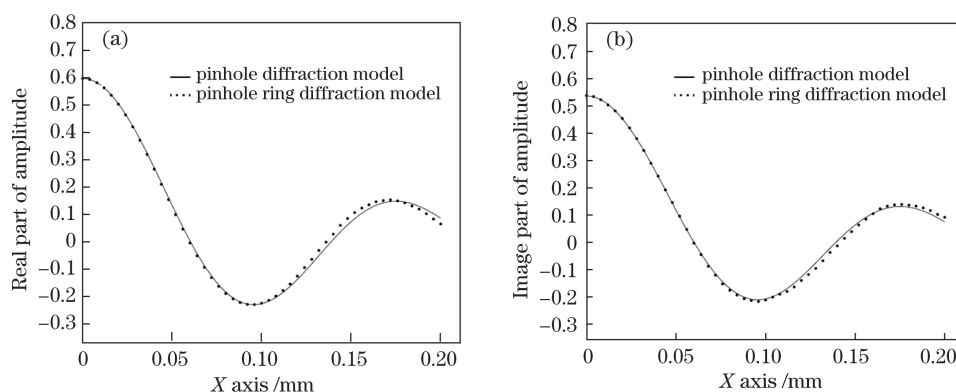 (a)
0.8
0.7
0.6
0.5
0.4
0.3
0.2
0.1
0
−0.1
−0.2
−0.3
Real part of amplitude
pinhole diffraction model
pinhole ring diffraction model
0 0.05 0.10 0.15 0.20
X axis /mm
(b)
0.8
0.7
0.6
0.5
0.4
0.3
0.2
0.1
0
−0.1
−0.2
−0.3
Image part of amplitude
pinhole diffraction model
pinhole ring diffraction model
0 0.05 0.10 0.15 0.20
X axis /mm